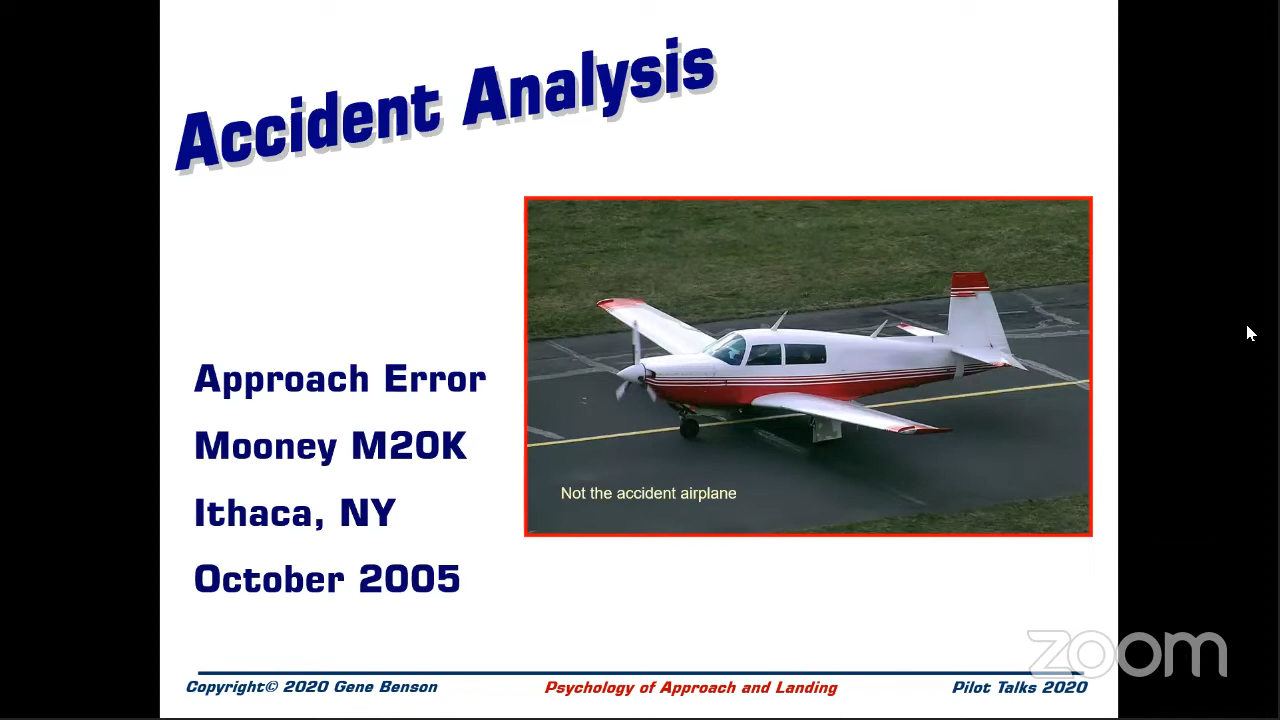 Accident Analysis
Approach Error
Mooney M20K
Ithaca, NY
October 2005
Not the accident airplane
zoom
Copyright© 2020 Gene Benson
Psychology of Approach and Landing
Pilot Talks 2020